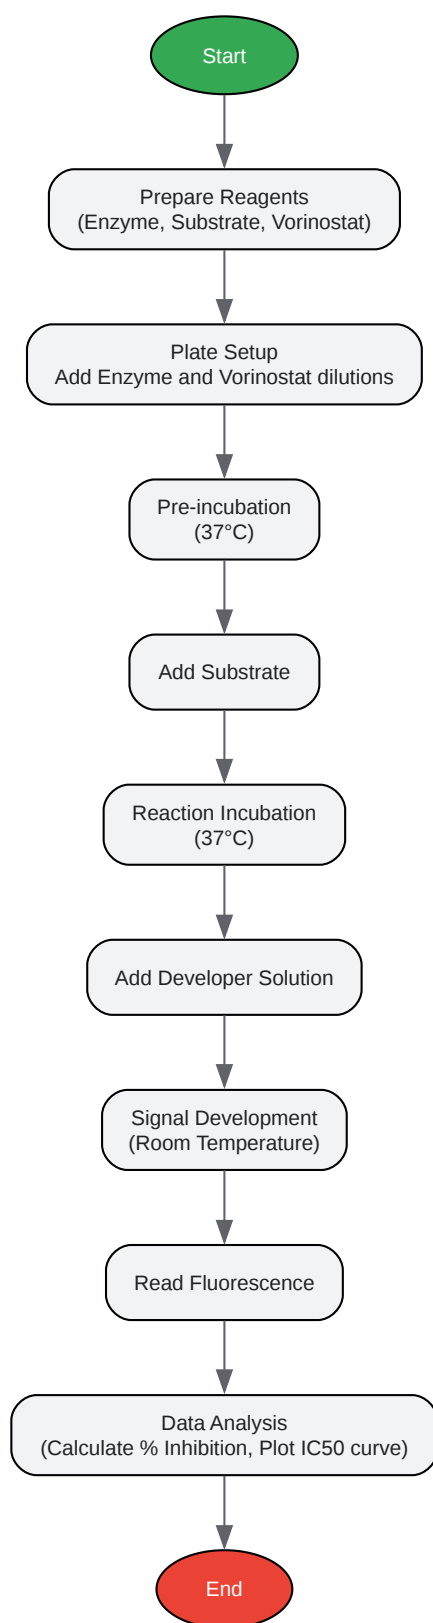 Start
Prepare Reagents
(Enzyme, Substrate, Vorinostat)
Plate Setup
Add Enzyme and Vorinostat dilutions
Pre-incubation
(37°C)
Add Substrate
Reaction Incubation
(37°C)
Add Developer Solution
Signal Development
(Room Temperature)
Read Fluorescence
Data Analysis
(Calculate % Inhibition, Plot IC50 curve)
End